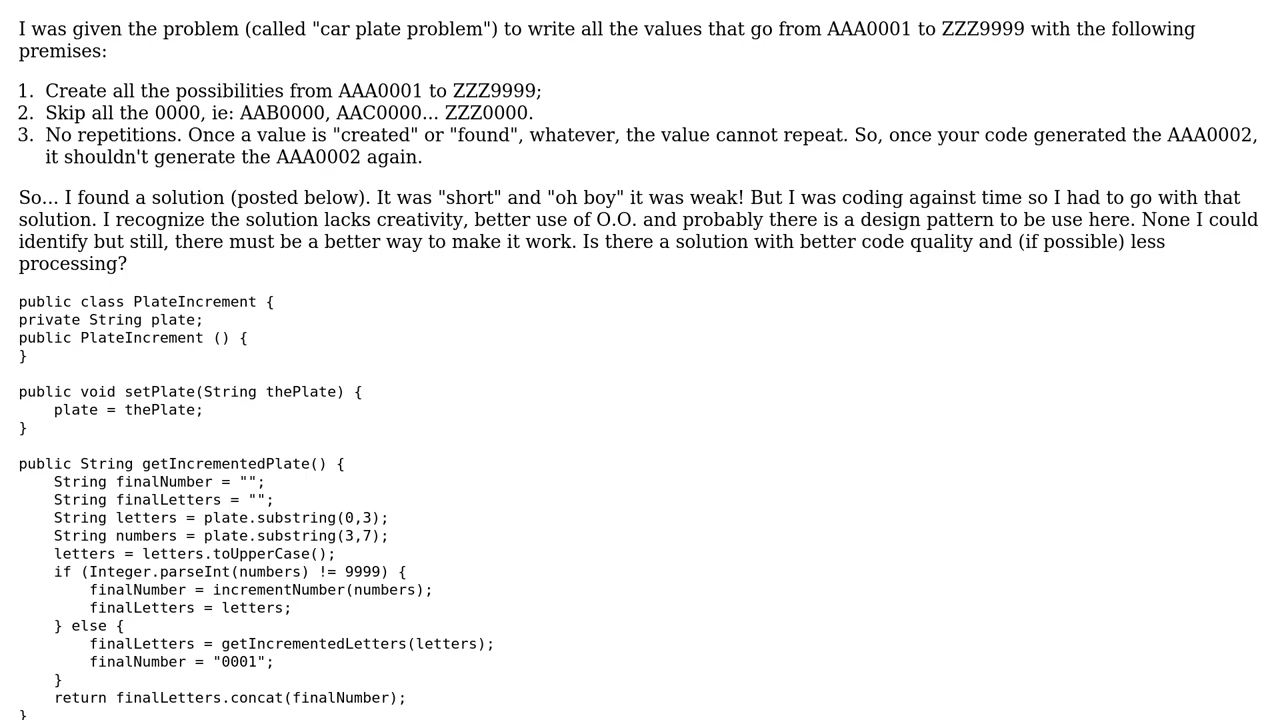 I was given the problem (called "car plate problem") to write all the values that go from AAA0001 to ZZZ9999 with the following
premises:
1. Create all the possibilities from AAA0001 to ZZZ9999;
2. Skip all the 0000, ie: AAB0000, AAC0000... ZZZ0000.
3. No repetitions. Once a value is "created" or "found", whatever, the value cannot repeat. So, once your code generated the AAA0002,
it shouldn't generate the AAA0002 again.
So... I found a solution (posted below). It was "short" and "oh boy" it was weak! But I was coding against time so I had to go with that
solution. I recognize the solution lacks creativity, better use of O.O. and probably there is a design pattern to be use here. None I could
identify but still, there must be a better way to make it work. Is there a solution with better code quality and (if possible) less
processing?
public class PlateIncrement {
private String plate;
public PlateIncrement () {
}
public void setPlate(String thePlate) {
    plate = thePlate;
}
public String getIncrementedPlate() {
    String finalNumber = "";
    String finalLetters = "";
    String letters = plate.substring(0,3);
    String numbers = plate.substring(3,7);
    letters = letters.toUpperCase();
    if (Integer.parseInt(numbers) != 9999) {
        finalNumber = incrementNumber(numbers);
        finalLetters = letters;
    } else {
        finalLetters = getIncrementedLetters(letters);
        finalNumber = "0001";
    }
    return finalLetters.concat(finalNumber);
}